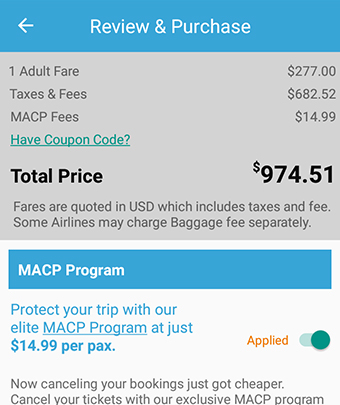 Review & Purchase
1 Adult Fare $277.00
Taxes & Fees $682.52
MACP Fees $14.99
Have Coupon Code?
Total Price $974.51
Fares are quoted in USD which includes taxes and fee.
Some Airlines may charge Baggage fee separately.
MACP Program
Protect your trip with our
elite MACP Program at just
$14.99 per pax.
Applied
Now canceling your bookings just got cheaper.
Cancel your tickets with our exclusive MACP program